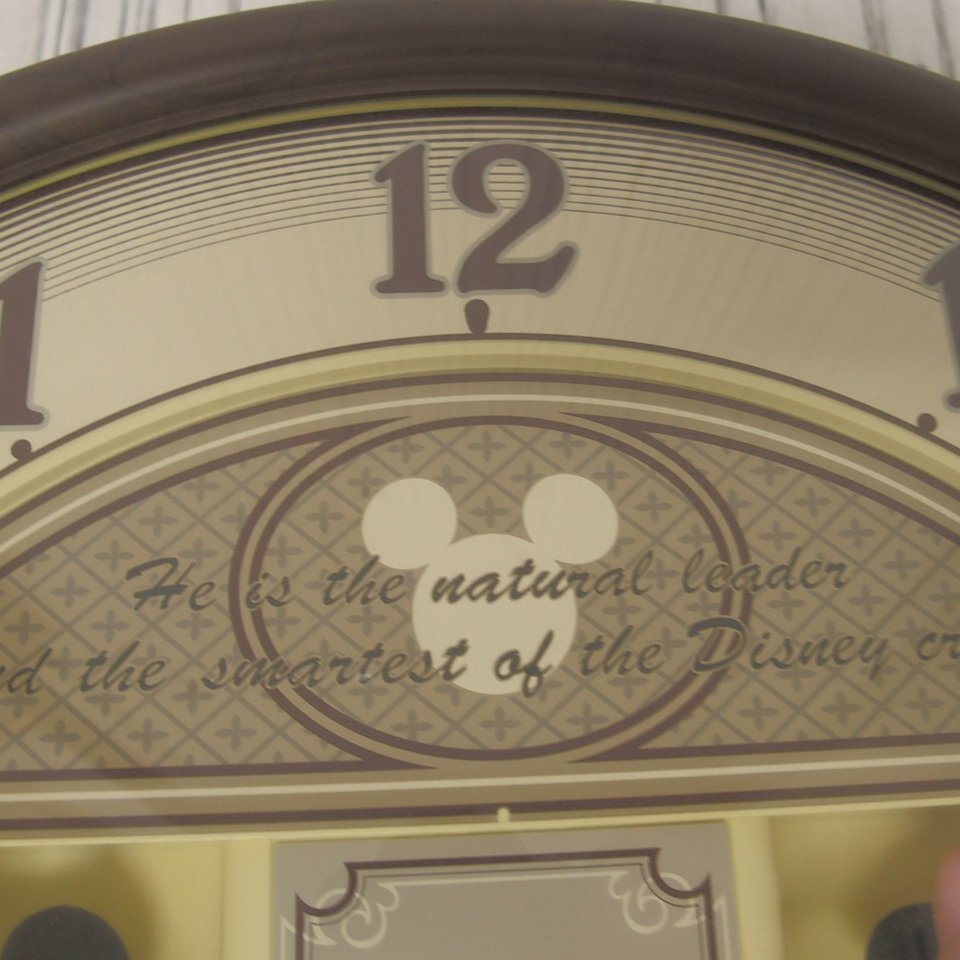 12
He is the natural leader
the smartest of the Disney